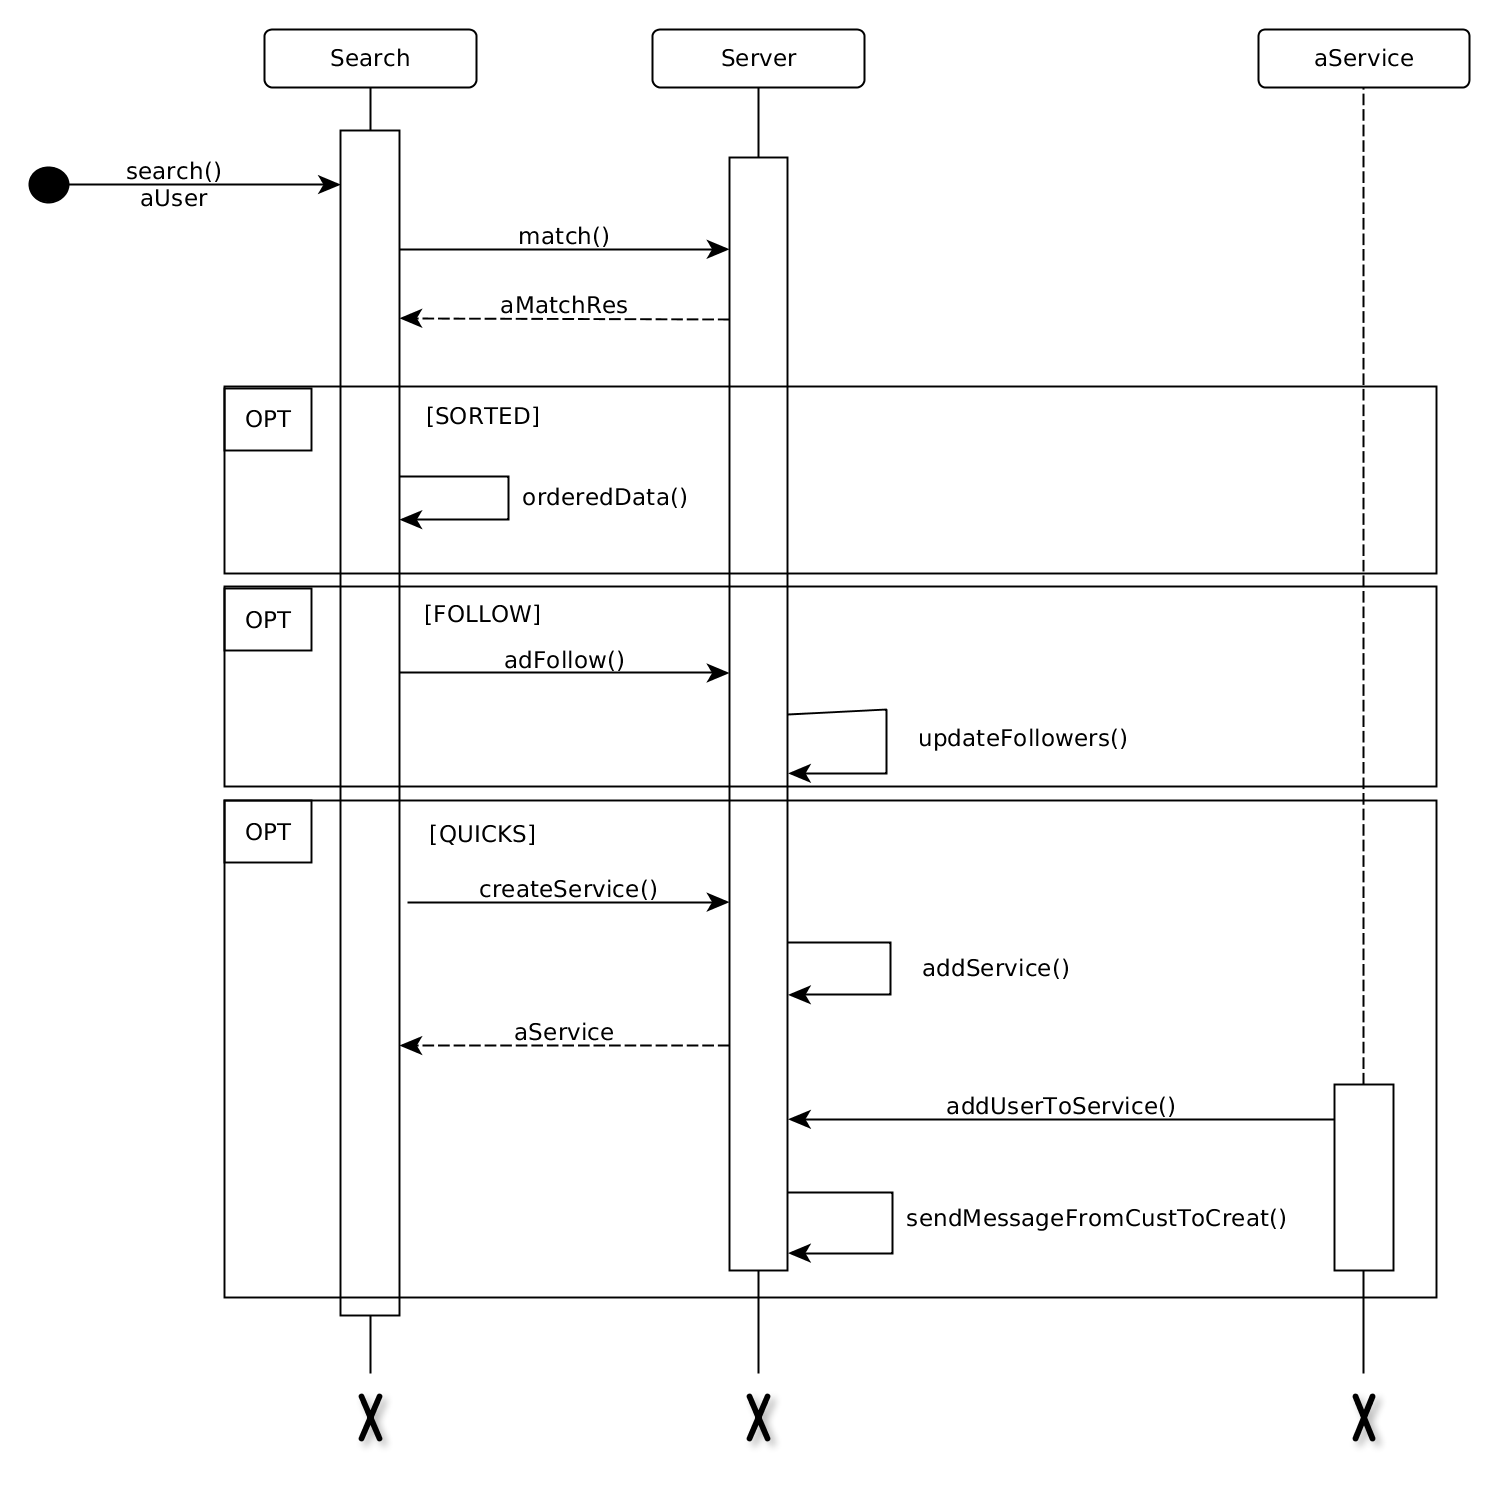 Search
Server
aService
search()
aUser
match()
aMatchRes
OPT
[SORTED]
orderedData()
OPT
[FOLLOW]
adFollow()
updateFollowers()
OPT
[QUICKS]
createService()
addService()
aService
addUserToService()
sendMessageFromCustToCreat()